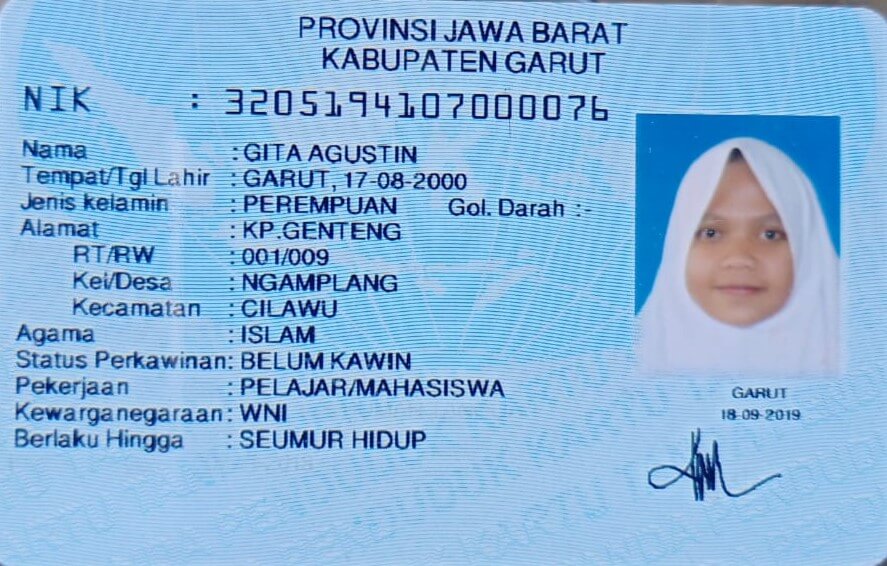 PROVINSI JAWA BARAT
KABUPATEN GARUT
NIK : 3205194107000076
Nama : GITA AGUSTIN
Tempat/Tgl Lahir : GARUT, 17-08-2000
Jenis kelamin : PEREMPUAN Gol. Darah :-
Alamat : KP.GENTENG
RT/RW : 001/009
Kel/Desa : NGAMPLANG
Kecamatan : CILAWU
Agama : ISLAM
Status Perkawinan: BELUM KAWIN
Pekerjaan : PELAJAR/MAHASISWA
Kewarganegaraan: WNI
Berlaku Hingga : SEUMUR HIDUP
GARUT
18-09-2019